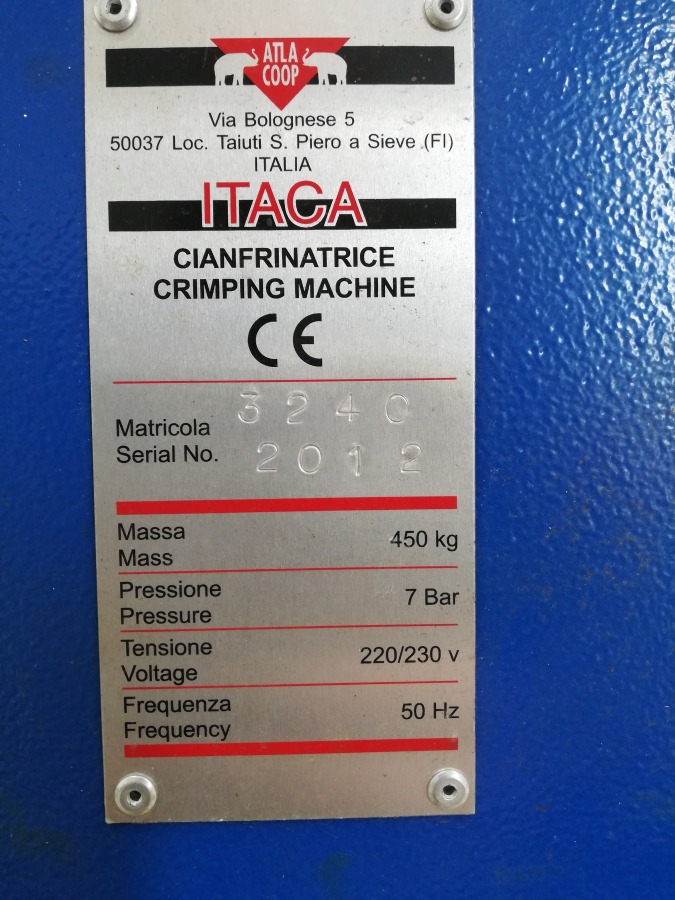 ATLA
COOP
Via Bolognese 5
50037 Loc. Taiuti S. Piero a Sieve (FI)
ITALIA
ITACA
CIANFRINATRICE
CRIMPING MACHINE
CE
3240
Matricola
Serial No.
2012
Massa
Mass
450 kg
Pressione
Pressure
7 Bar
Tensione
Voltage
220/230 v
Frequenza
Frequency
50 Hz